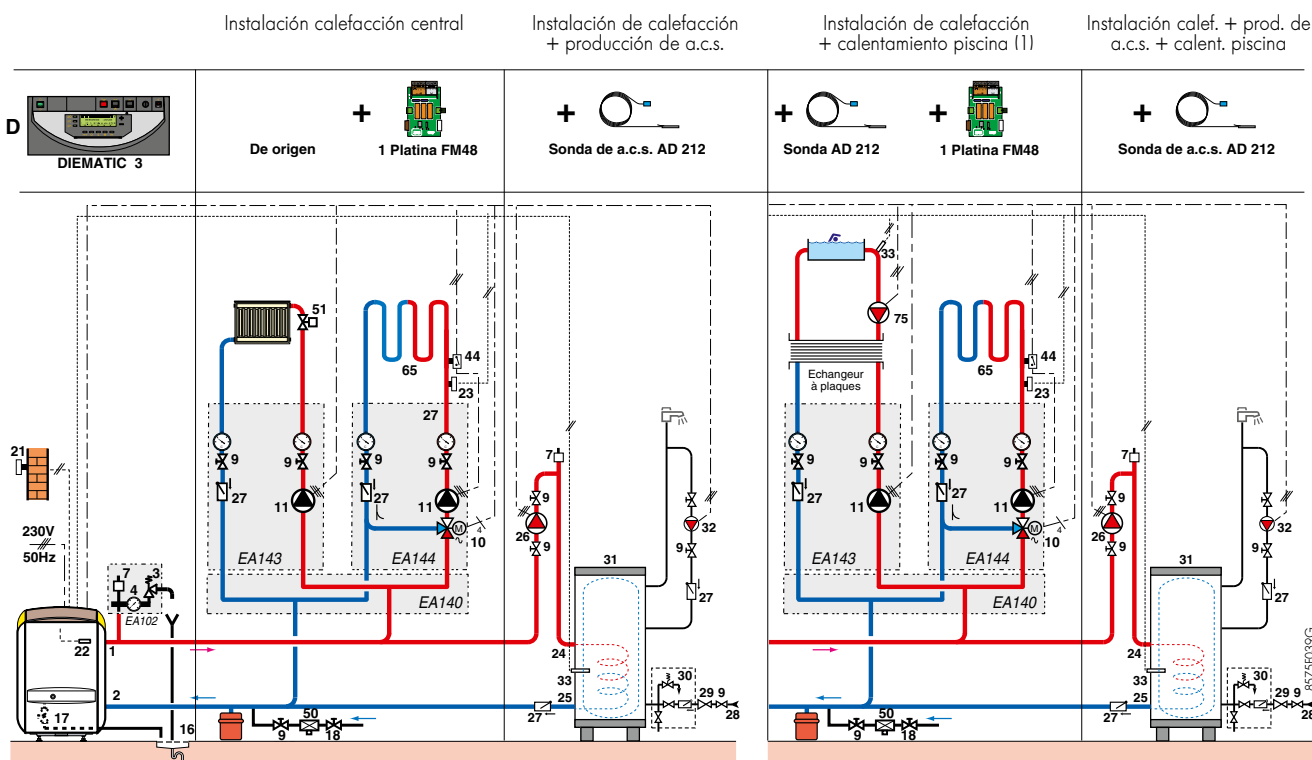 Instalación calefacción central
Instalación de calefacción
+ producción de a.c.s.
Instalación de calefacción
+ calentamiento piscina (1)
Instalación calef. + prod. de
a.c.s. + calent. piscina
D
DIEMATIC 3
De origen
+
1 Platina FM48
+
Sonda de a.c.s. AD 212
+
Sonda AD 212
+
1 Platina FM48
+
Sonda de a.c.s. AD 212
21
230V
50Hz
7
4
3
EA102
22
1
2
17
16
51
9
27
9
11
EA143
65
44
23
27
9
27
9
11
M
4
10
EA144
EA140
9
50
18
7
9
26
9
24
33
25
27
31
32
9
27
30
29
9
28
33
75
Echangeur
à plaques
9
27
9
11
EA143
65
44
23
9
27
9
11
M
4
10
EA144
EA140
9
50
18
7
9
26
9
24
33
25
27
31
32
9
27
30
29
9
28
8575F039G